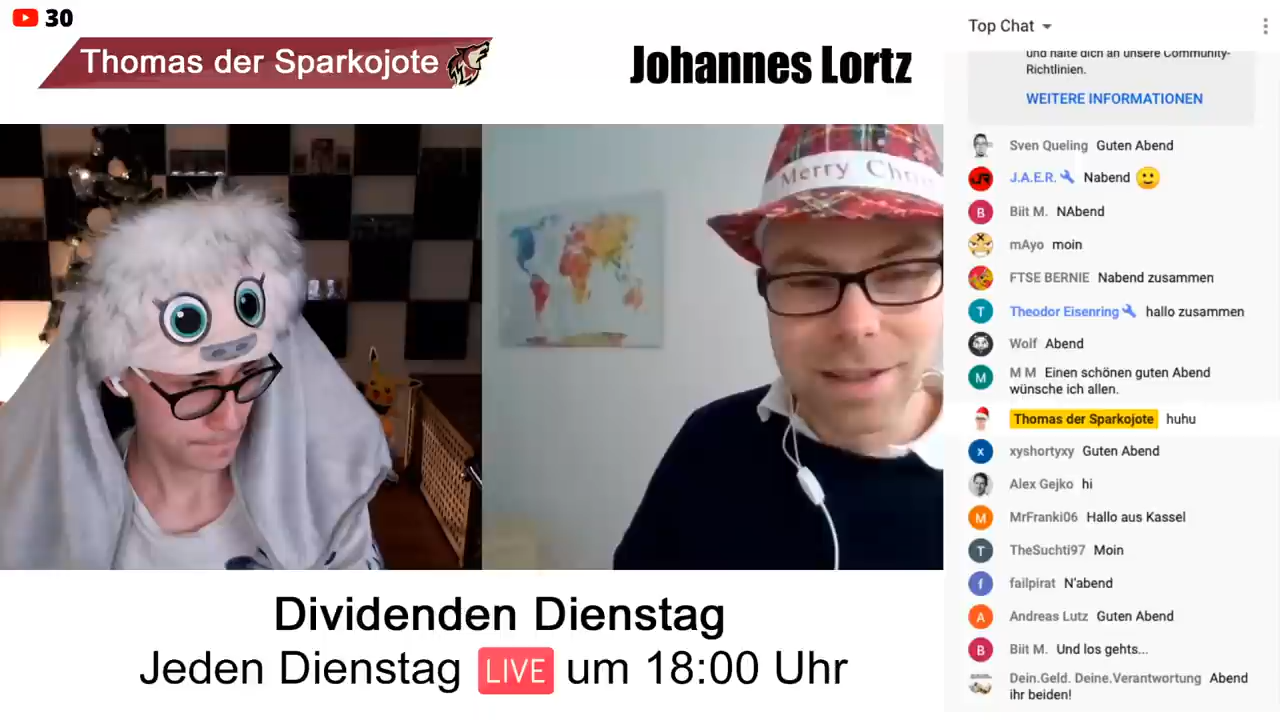 30
Thomas der Sparkojote
Johannes Lortz
Merry Chri
Dividenden Dienstag
Jeden Dienstag LIVE um 18:00 Uhr
Top Chat
und halte dich an unsere Community-
Richtlinien.
WEITERE INFORMATIONEN
Sven Queling Guten Abend
J.A.E.R. Nabend
B Biit M. NAbend
mAyo moin
FTSE BERNIE Nabend zusammen
T Theodor Eisenring hallo zusammen
Wolf Abend
M M M Einen schönen guten Abend
wünsche ich allen.
Thomas der Sparkojote huhu
x xyshortyxy Guten Abend
Alex Gejko hi
M MrFranki06 Hallo aus Kassel
T TheSuchti97 Moin
f failpirat N'abend
A Andreas Lutz Guten Abend
B Biit M. Und los gehts...
Dein.Geld. Deine.Verantwortung Abend
ihr beiden!